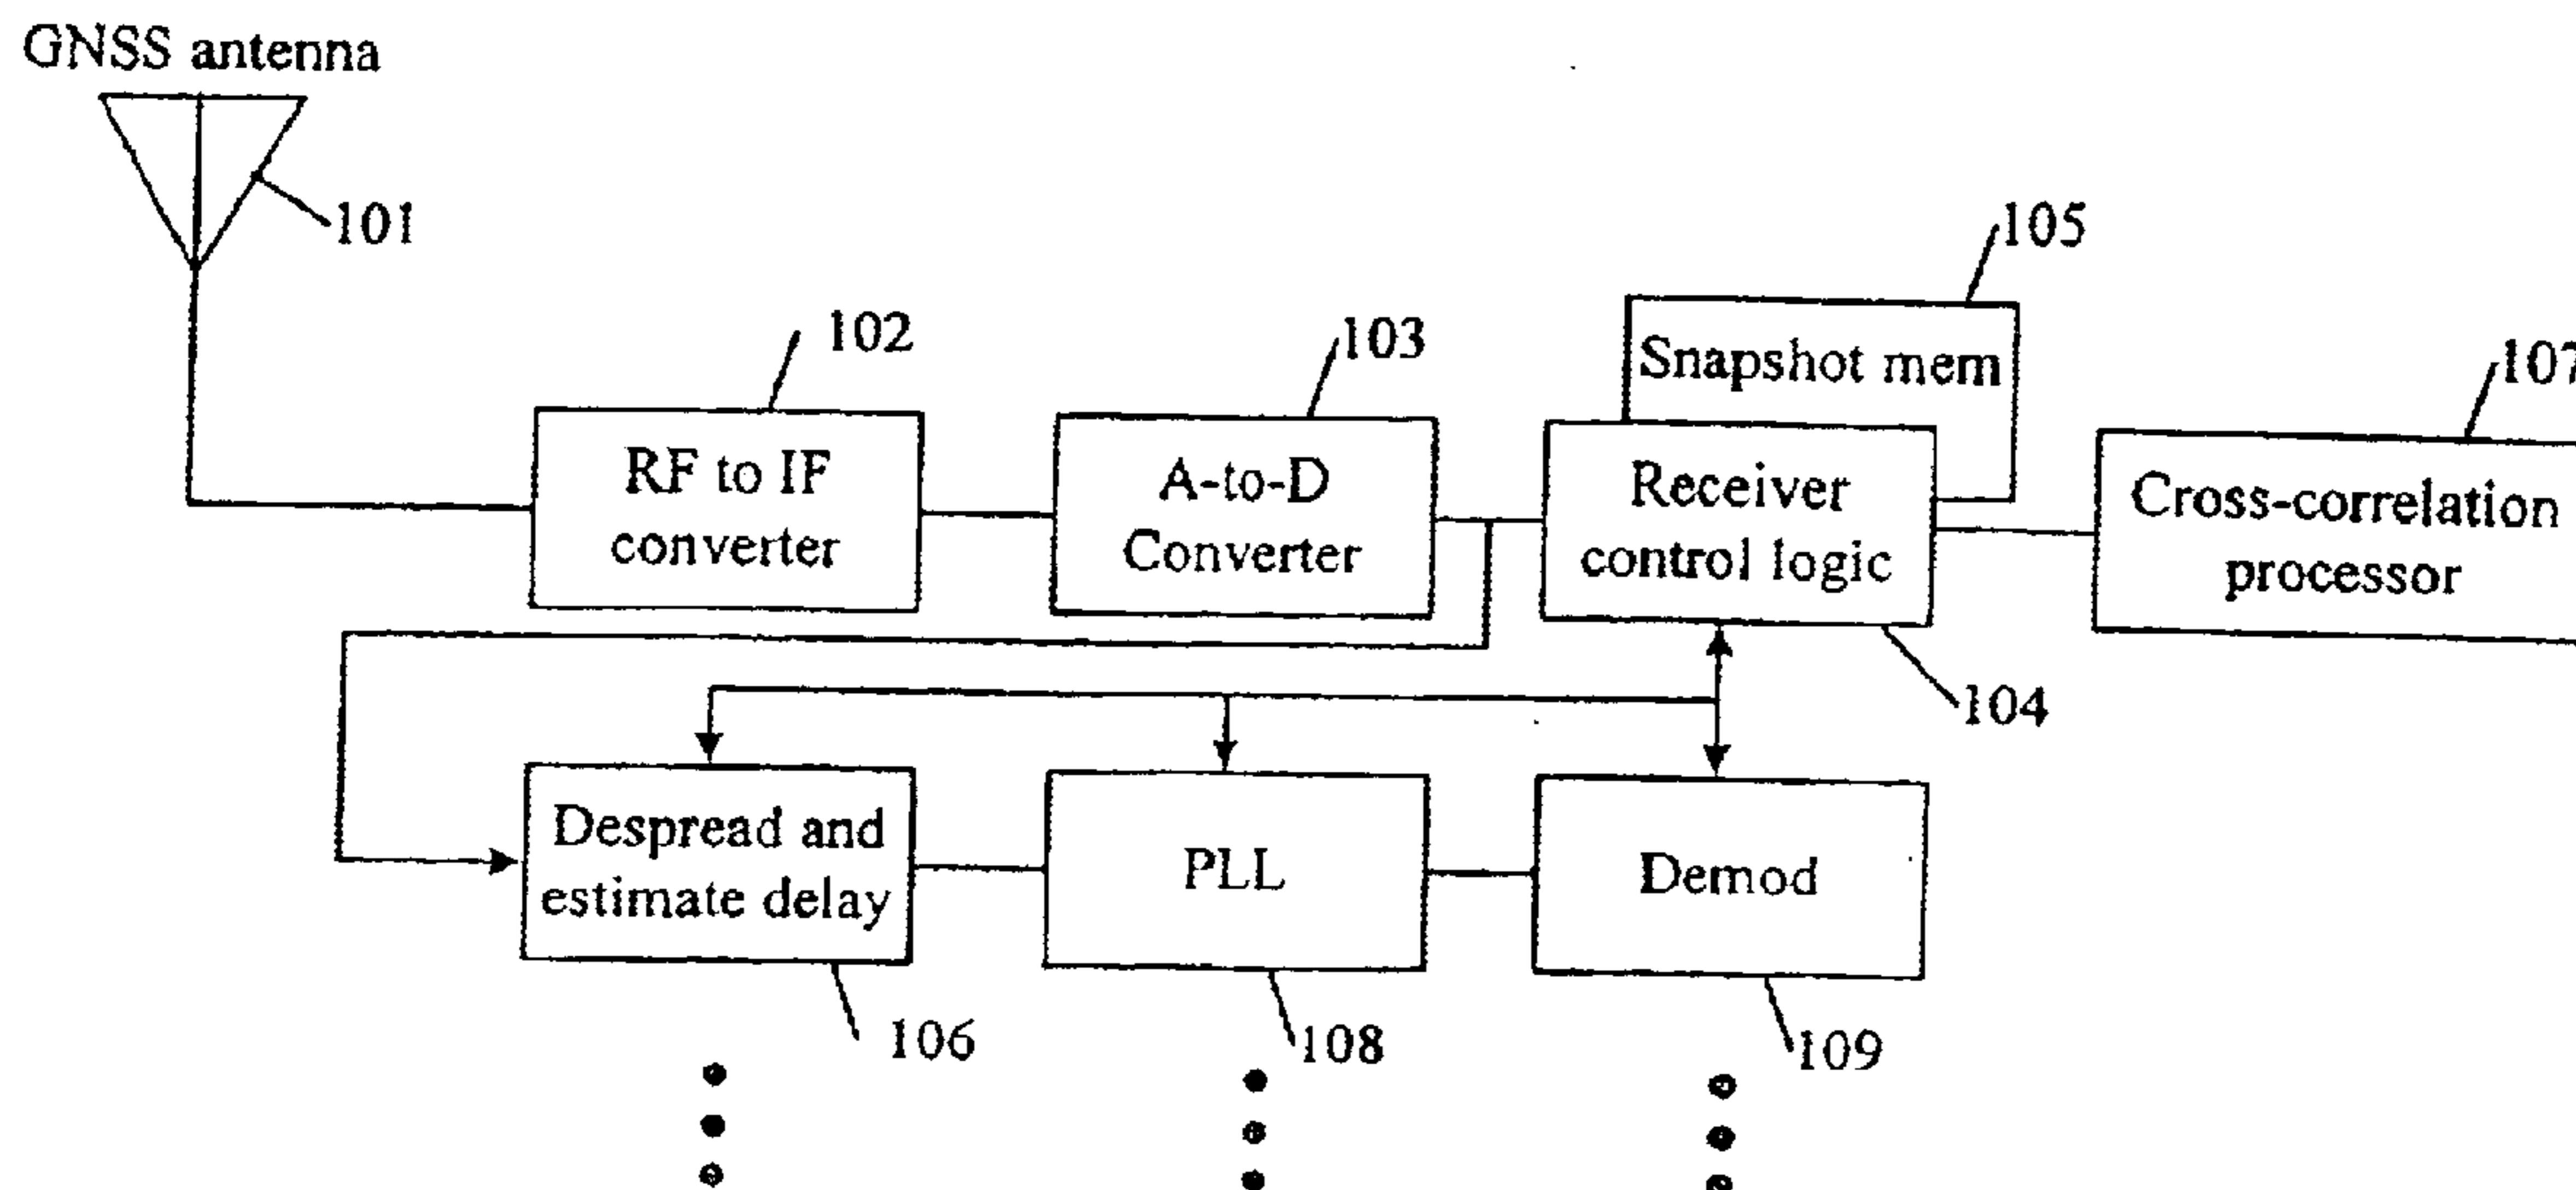 GNSS antenna
101
105
102
103
Snapshot mem
107
RF to IF
converter
A-to-D
Converter
Receiver
control logic
Cross-correlation
processor
104
Despread and
estimate delay
PLL
Demod
106
108
109